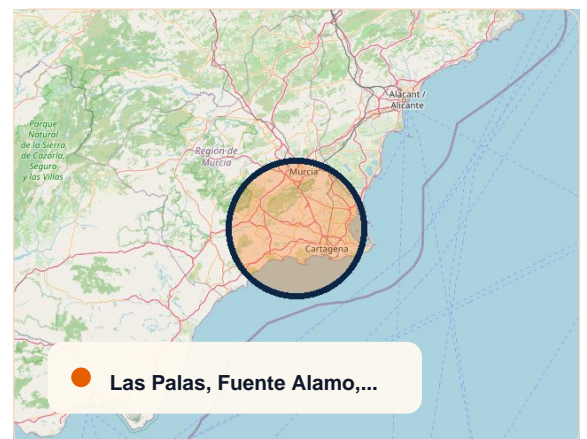 Alacant /
Alicante
Parque
Natural
de la Sierra
de Cazorla,
Segura
y las Villas
Región de
Murcia
Murcia
Cartagena
Las Palas, Fuente Alamo,...